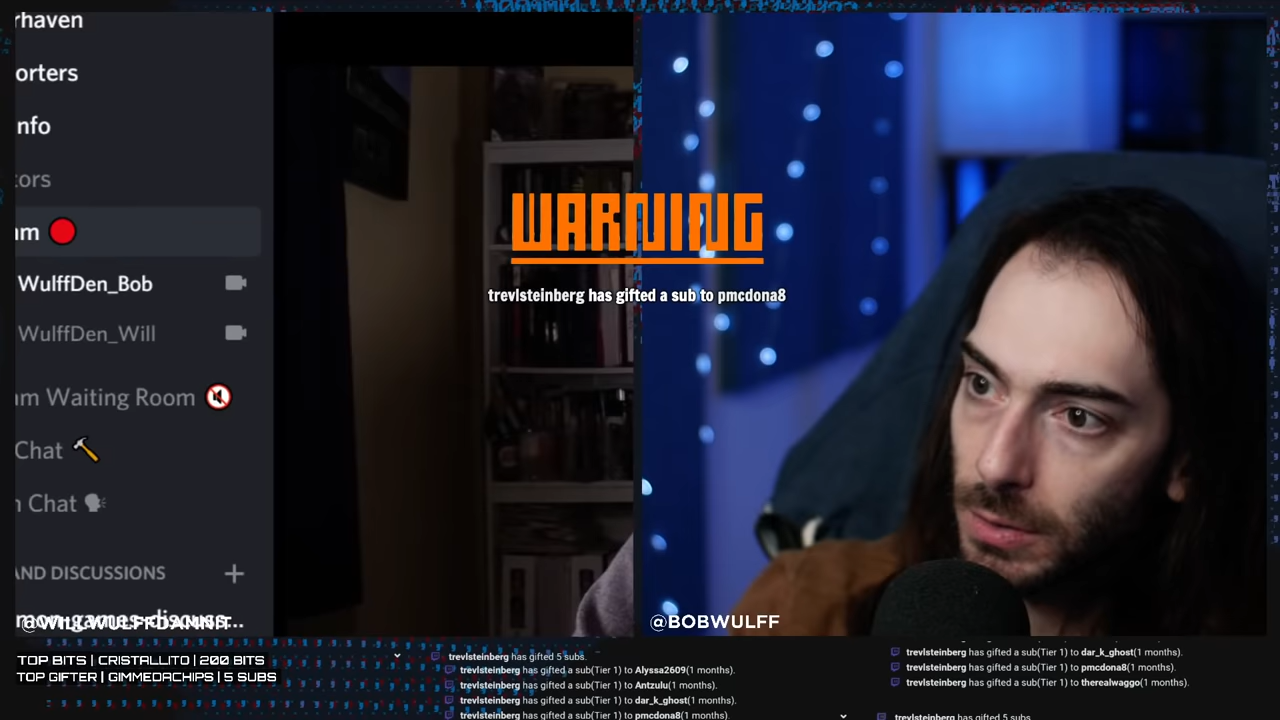 rhaven
orters
nfo
tors
am
WulffDen_Bob
WulffDen_Will
am Waiting Room
Chat
n Chat
AND DISCUSSIONS
WARNING
trevlsteinberg has gifted a sub to pmcdona8
@BOBWULFF
TOP BITS | CRISTALLITO | 200 BITS
TOP GIFTER | GIMMEDACHIPS | 5 SUBS
trevlsteinberg has gifted 5 subs.
trevlsteinberg has gifted a sub(Tier 1) to Alyssa2609(1 months).
trevlsteinberg has gifted a sub(Tier 1) to Antzulu(1 months).
trevlsteinberg has gifted a sub(Tier 1) to dar_k_ghost(1 months).
trevlsteinberg has gifted a sub(Tier 1) to pmcdona8(1 months).
trevlsteinberg has gifted a sub(Tier 1) to dar_k_ghost(1 months).
trevlsteinberg has gifted a sub(Tier 1) to pmcdona8(1 months).
trevlsteinberg has gifted a sub(Tier 1) to therealwaggo(1 months).
trevlsteinberg has gifted 5 subs